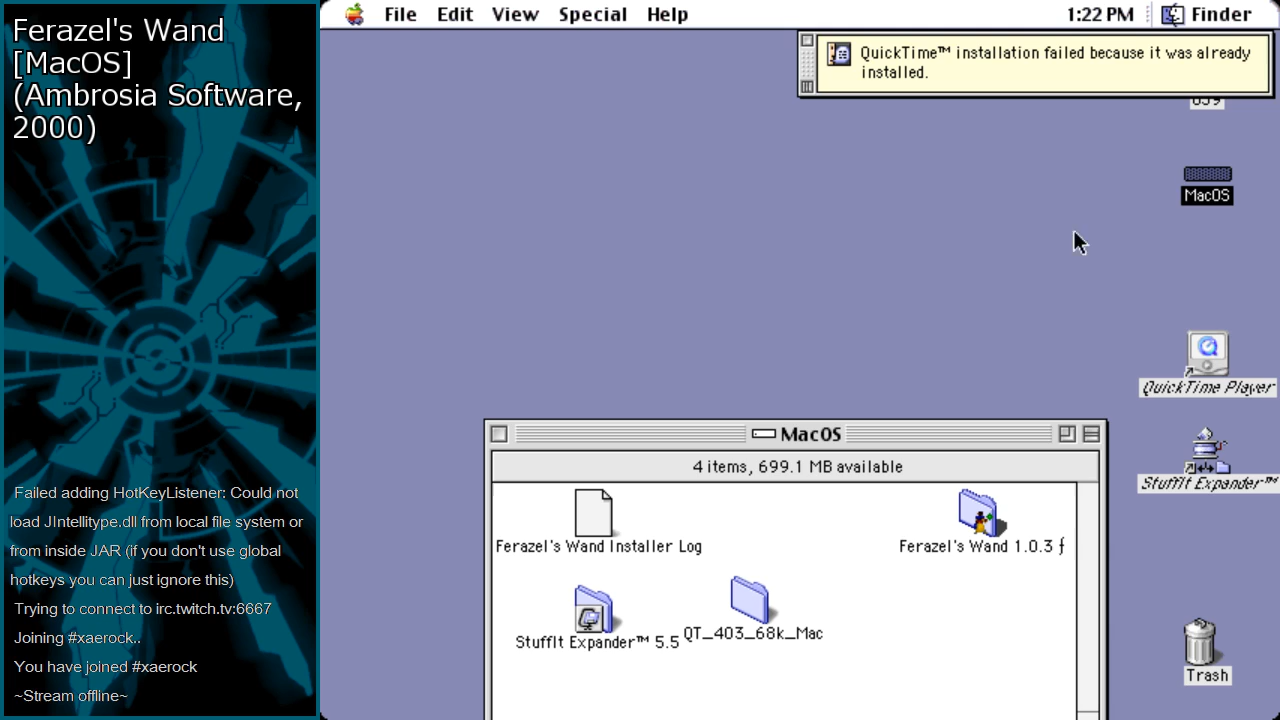 Ferazel's Wand
[MacOS]
(Ambrosia Software,
2000)
File Edit View Special Help
1:22 PM Finder
QuickTime™ installation failed because it was already
installed.
MacOS
QuickTime Player
StuffIt Expander™
Trash
MacOS
4 items, 699.1 MB available
Ferazel's Wand Installer Log
Ferazel's Wand 1.0.3 ƒ
StuffIt Expander™ 5.5
QT_403_68k_Mac
Failed adding HotKeyListener: Could not
load JIntellitype.dll from local file system or
from inside JAR (if you don't use global
hotkeys you can just ignore this)
Trying to connect to irc.twitch.tv:6667
Joining #xaerock..
You have joined #xaerock
~Stream offline~